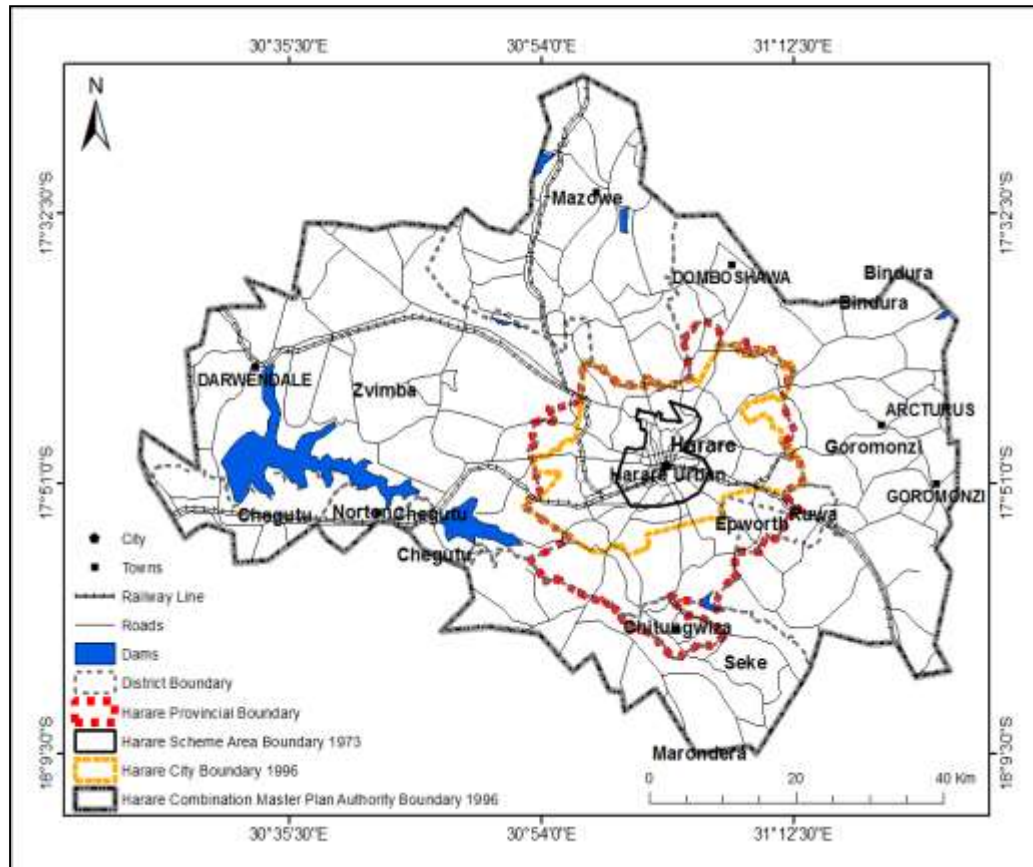 30°35'30"E 30°54'0"E 31°12'30"E
N
17°32'30"S 17°32'30"S
Mazowe
DOMBOSHAWA
Bindura
Bindura
DARWENDALE
Zvimba
ARCTURUS
Harare
Goromonzi
Harare Urban
17°51'0"S 17°51'0"S
GOROMONZI
Chegutu
Norton
Chegutu
Epworth
Ruwa
Chegutu
City
Towns
Railway Line
Roads
Dams
District Boundary
Harare Provincial Boundary
Harare Scheme Area Boundary 1973
Harare City Boundary 1996
Harare Combination Master Plan Authority Boundary 1996
Chitungwiza
Seke
Marondera
18°9'30"S 18°9'30"S
0 20 40 Km
30°35'30"E 30°54'0"E 31°12'30"E